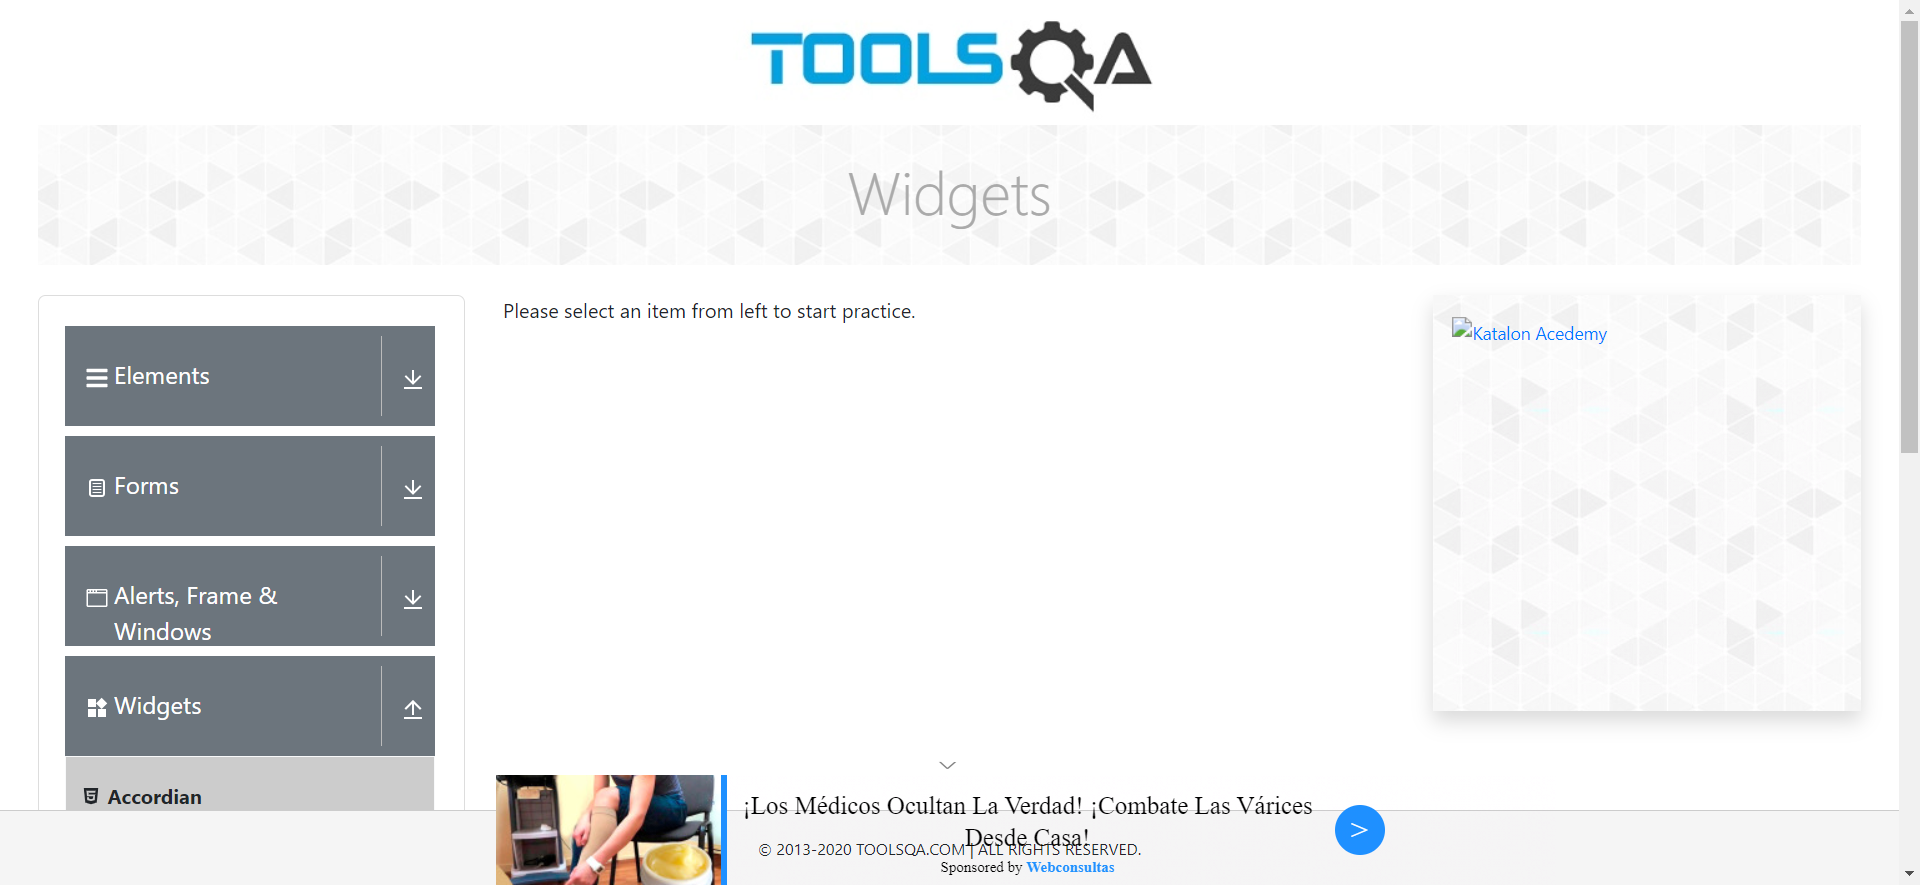 TOOLSQA
Widgets
Please select an item from left to start practice.
Katalon Acedemy
Elements
Forms
Alerts, Frame &
Windows
Widgets
Accordian
¡Los Médicos Ocultan La Verdad! ¡Combate Las Várices
Desde Casa!
© 2013-2020 TOOLSQA.COM | ALL RIGHTS RESERVED.
Sponsored by Webconsultas